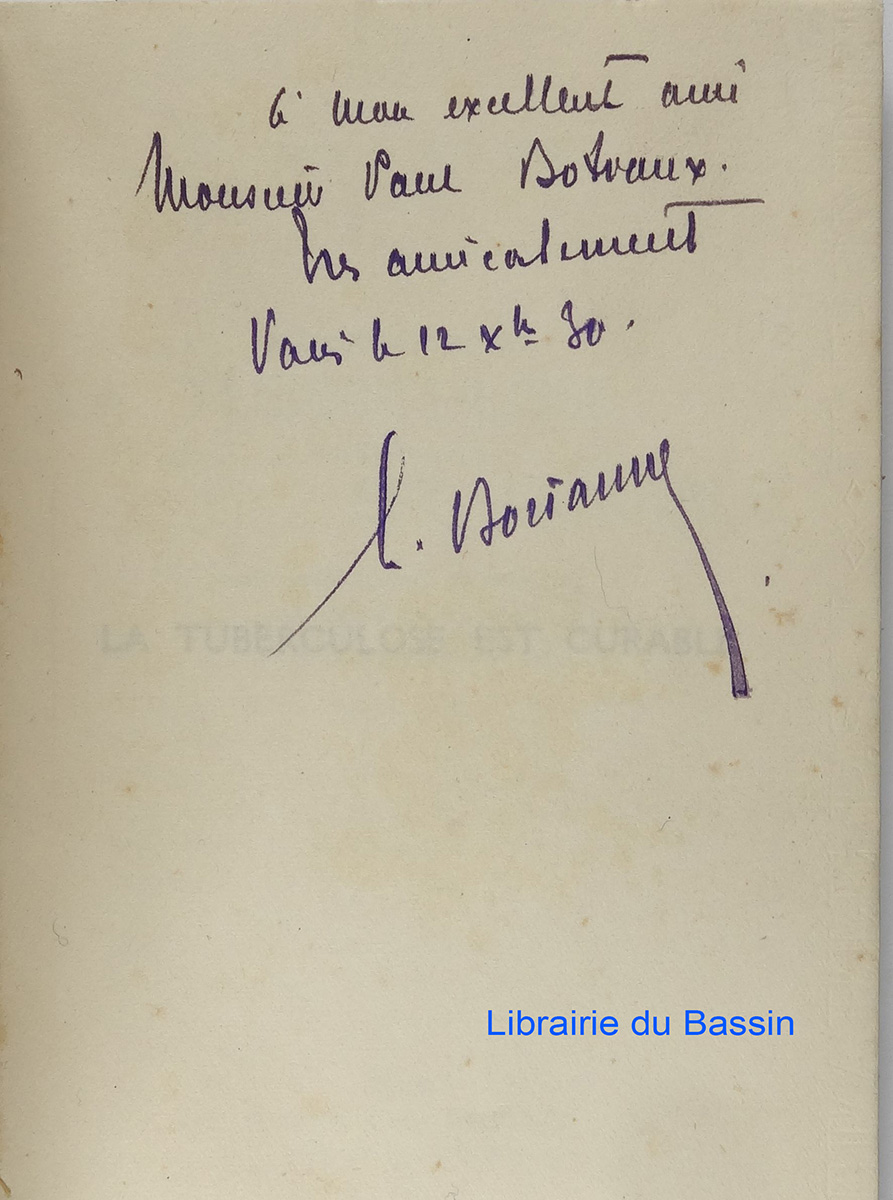 à mon excellent ami
Monsieur Paul Botraux.
Très amicalement
Paris le 12 Xbre 30.
LA TUBERCULOSE EST CURABLE
Librairie du Bassin